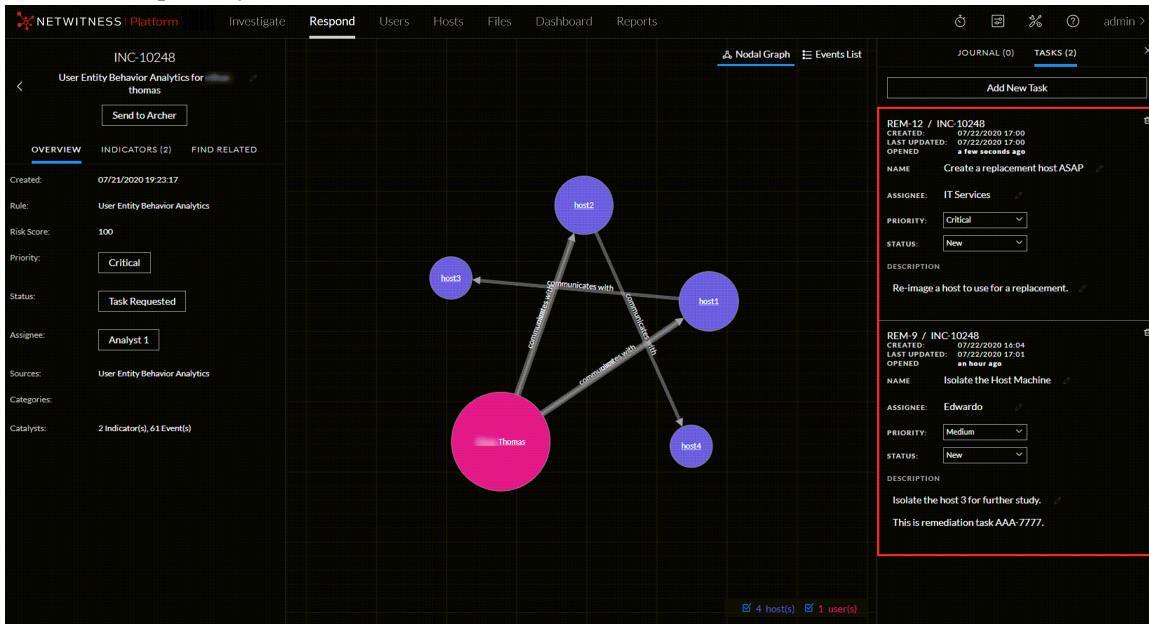 NETWITNESS Platform
Investigate
Respond
Users
Hosts
Files
Dashboard
Reports
admin >
INC-10248
User Entity Behavior Analytics for
thomas
Send to Archer
OVERVIEW
INDICATORS (2)
FIND RELATED
Created: 07/21/2020 19:23:17
Rule: User Entity Behavior Analytics
Risk Score: 100
Priority: Critical
Status: Task Requested
Assignee: Analyst 1
Sources: User Entity Behavior Analytics
Categories:
Catalysts: 2 Indicator(s), 61 Event(s)
Nodal Graph
Events List
host2
host3
communicates with
host1
communicates with
communicates with
communicates with
Thomas
host4
4 host(s)
1 user(s)
JOURNAL (0)
TASKS (2)
Add New Task
REM-12 / INC-10248
CREATED: 07/22/2020 17:00
LAST UPDATED: 07/22/2020 17:00
OPENED a few seconds ago
NAME Create a replacement host ASAP
ASSIGNEE: IT Services
PRIORITY: Critical
STATUS: New
DESCRIPTION
Re-image a host to use for a replacement.
REM-9 / INC-10248
CREATED: 07/22/2020 16:04
LAST UPDATED: 07/22/2020 17:01
OPENED an hour ago
NAME Isolate the Host Machine
ASSIGNEE: Edwardo
PRIORITY: Medium
STATUS: New
DESCRIPTION
Isolate the host 3 for further study.
This is remediation task AAA-7777.